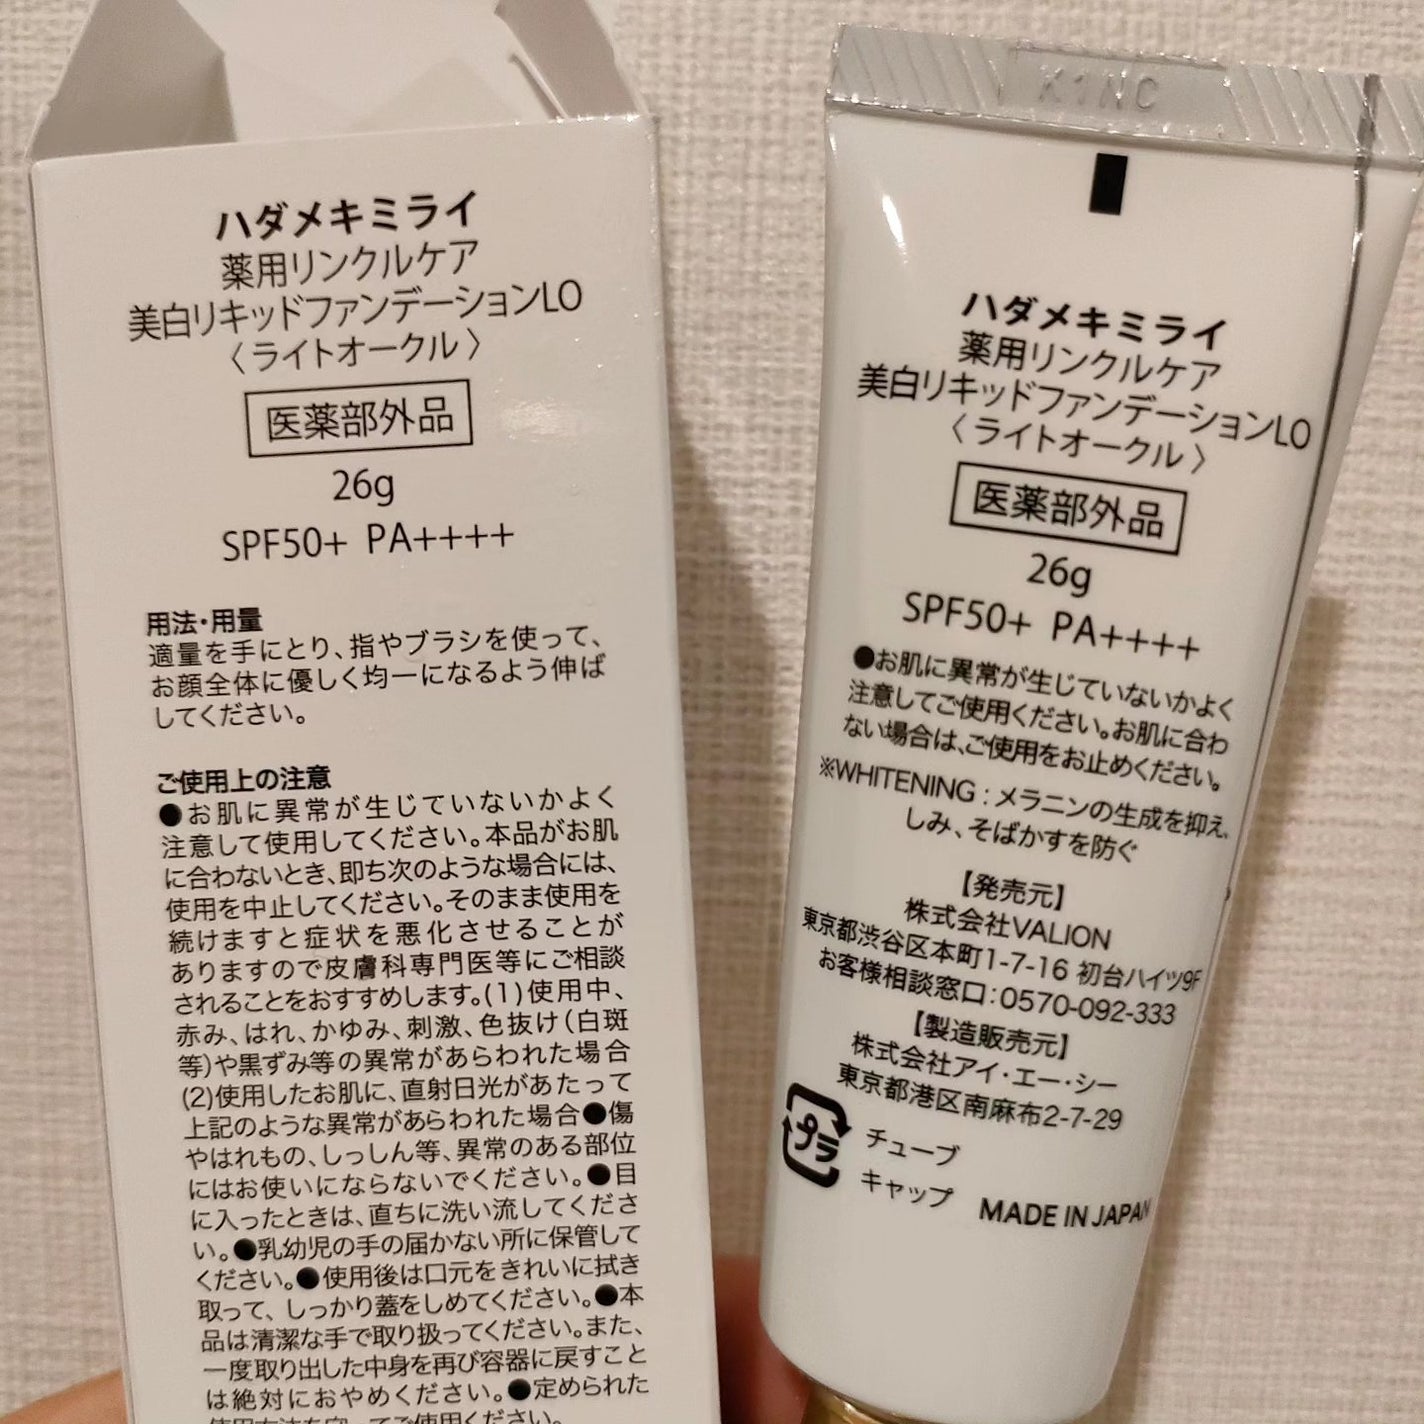 ハダメキミライ
薬用リンクルケア
美白リキッドファンデーションLO
〈ライトオークル〉
医薬部外品
26g
SPF50+ PA++++
用法・用量
適量を手にとり、指やブラシを使って、
お顔全体に優しく均一になるよう伸ば
してください。
ご使用上の注意
●お肌に異常が生じていないかよく
注意して使用してください。本品がお肌
に合わないとき、即ち次のような場合には、
使用を中止してください。そのまま使用を
続けますと症状を悪化させることが
ありますので皮膚科専門医等にご相談
されることをおすすめします。(1)使用中、
赤み、はれ、かゆみ、刺激、色抜け(白斑
等)や黒ずみ等の異常があらわれた場合
(2)使用したお肌に、直射日光があたって
上記のような異常があらわれた場合●傷
やはれもの、しっしん等、異常のある部位
にはお使いにならないでください。●目
に入ったときは、直ちに洗い流してくださ
い。●乳幼児の手の届かない所に保管して
ください。●使用後は口元をきれいに拭き
取って、しっかり蓋をしめてください。●本
品は清潔な手で取り扱ってください。また、
一度取り出した中身を再び容器に戻すこと
は絶対におやめください。●定められた
使用方法を守ってご使用ください。
K1NC
ハダメキミライ
薬用リンクルケア
美白リキッドファンデーションLO
〈ライトオークル〉
医薬部外品
26g
SPF50+ PA++++
●お肌に異常が生じていないかよく
注意してご使用ください。お肌に合わ
ない場合は、ご使用をお止めください。
※WHITENING : メラニンの生成を抑え、
しみ、そばかすを防ぐ
【発売元】
株式会社VALION
東京都渋谷区本町1-7-16 初台ハイツ9F
お客様相談窓口：0570-092-333
【製造販売元】
株式会社アイ・エー・シー
東京都港区南麻布2-7-29
プラ
チューブ
キャップ MADE IN JAPAN